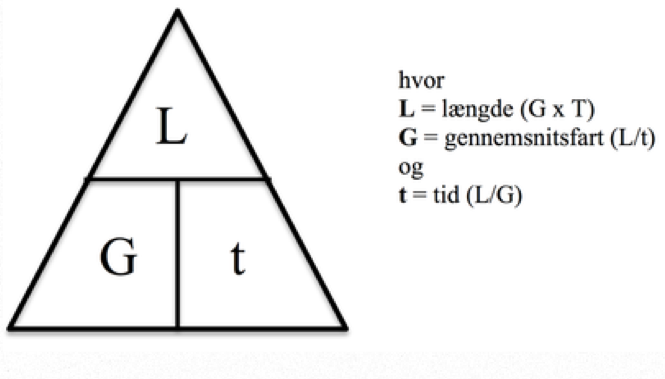 L
G t
hvor
L = længde (G x T)
G = gennemsnitsfart (L/t)
og
t = tid (L/G)